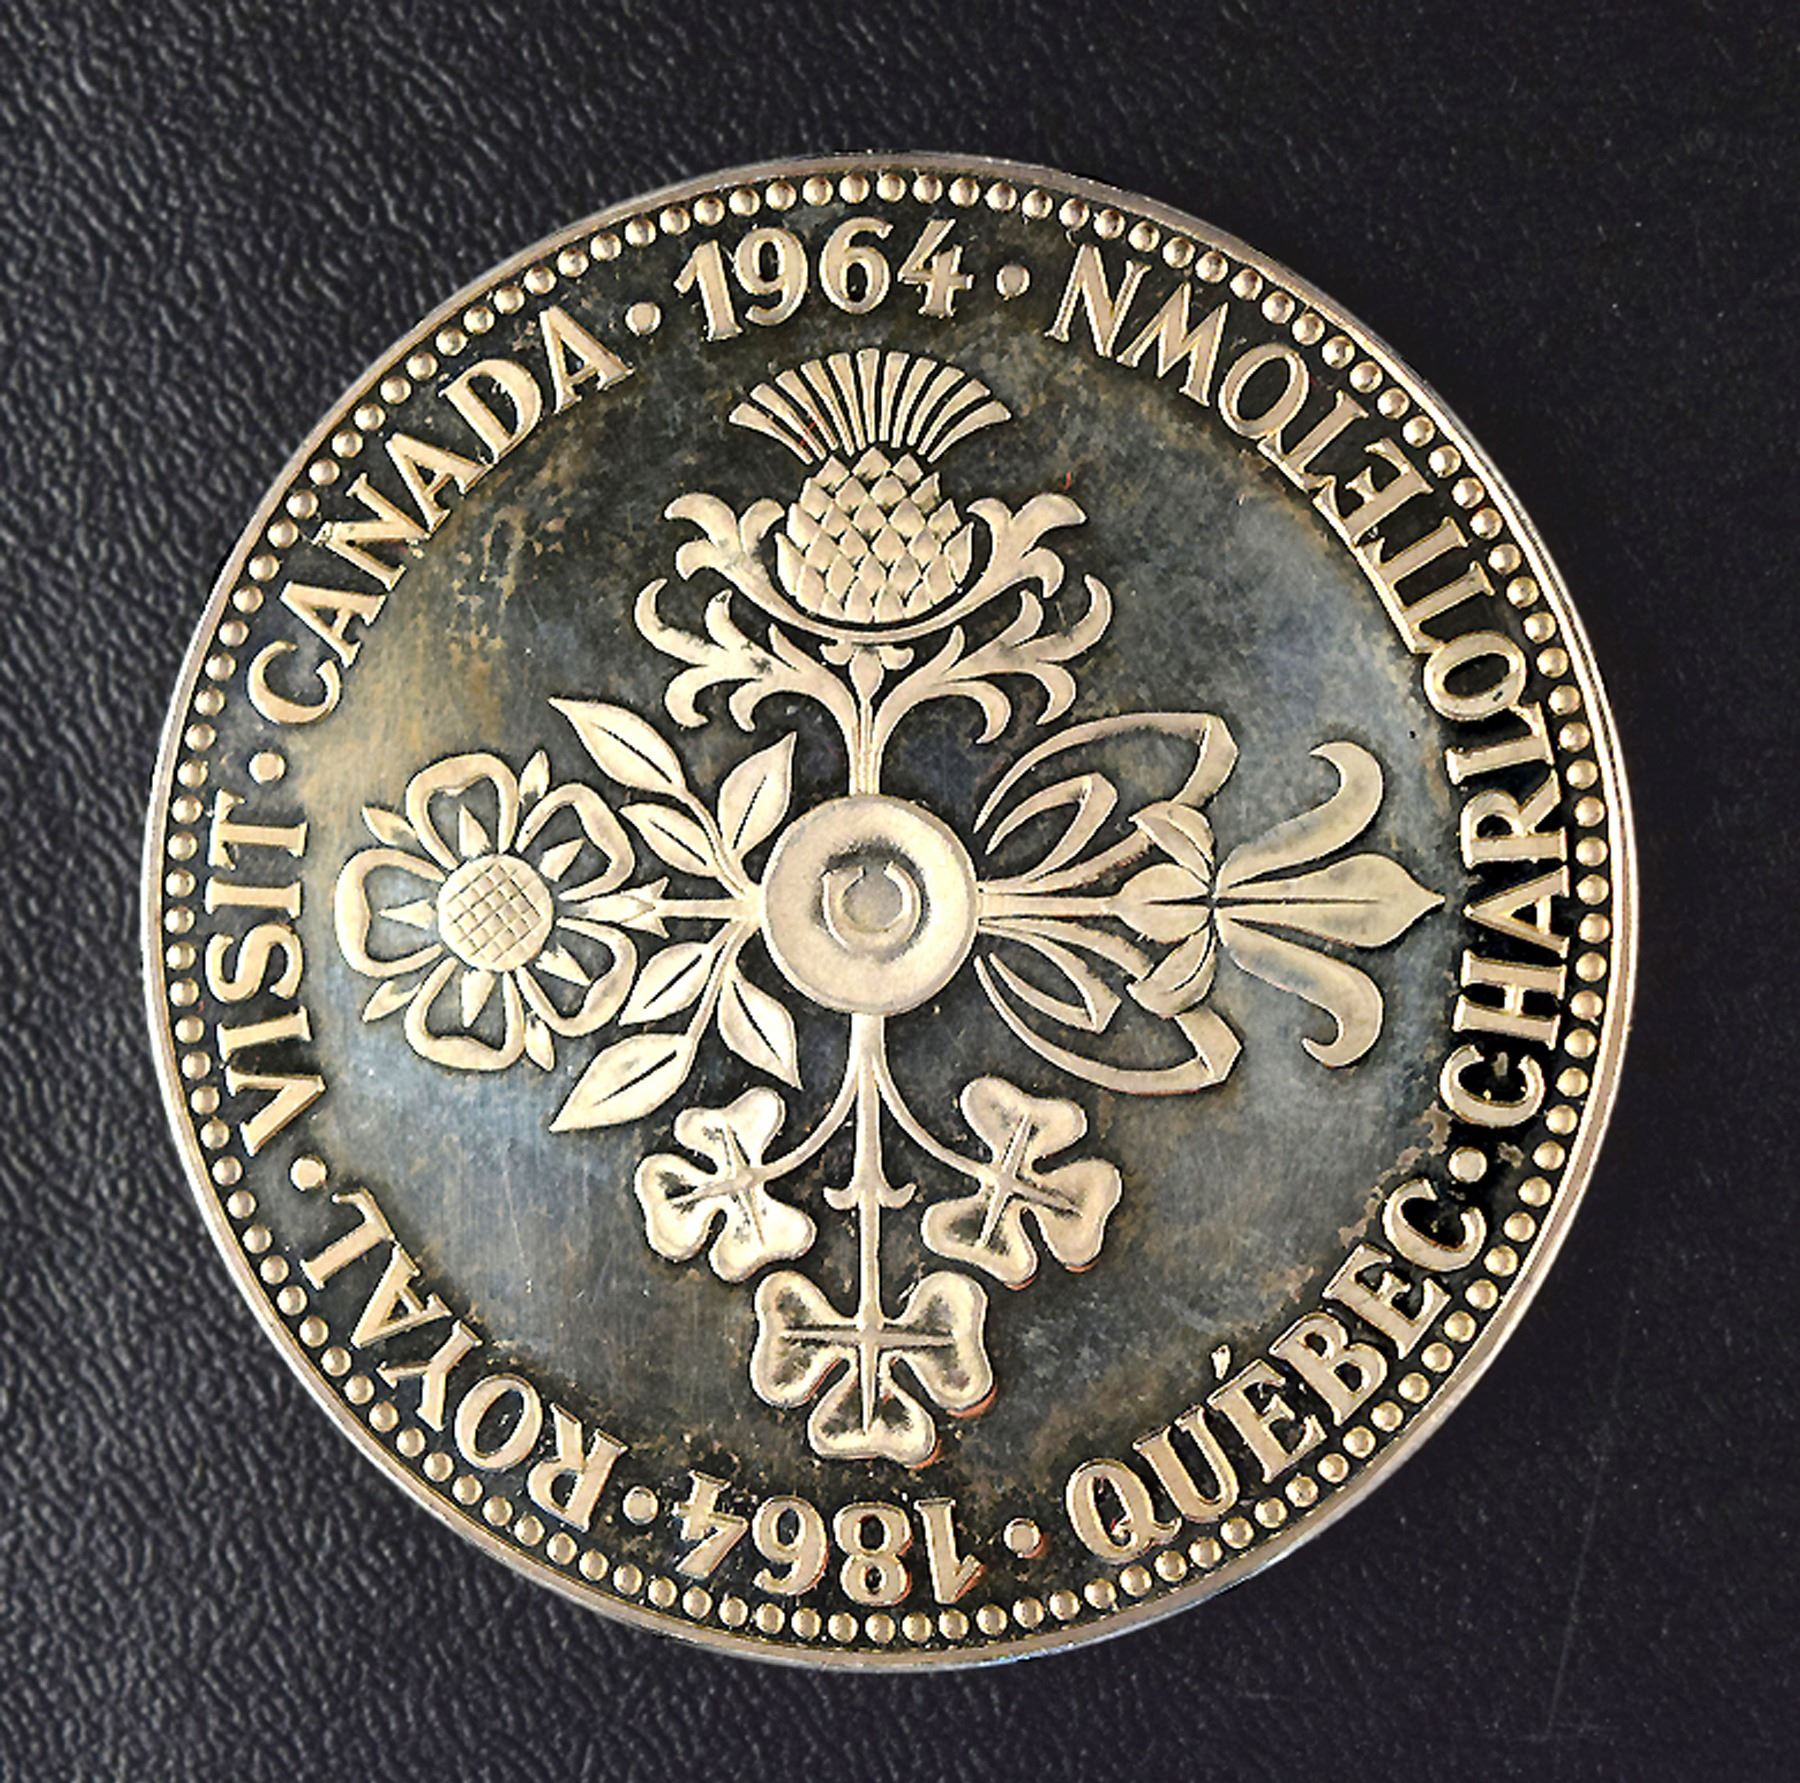 ROYAL · VISIT · CANADA · 1964 ·
QUÉBEC · CHARLOTTETOWN
· 1864 ·
C